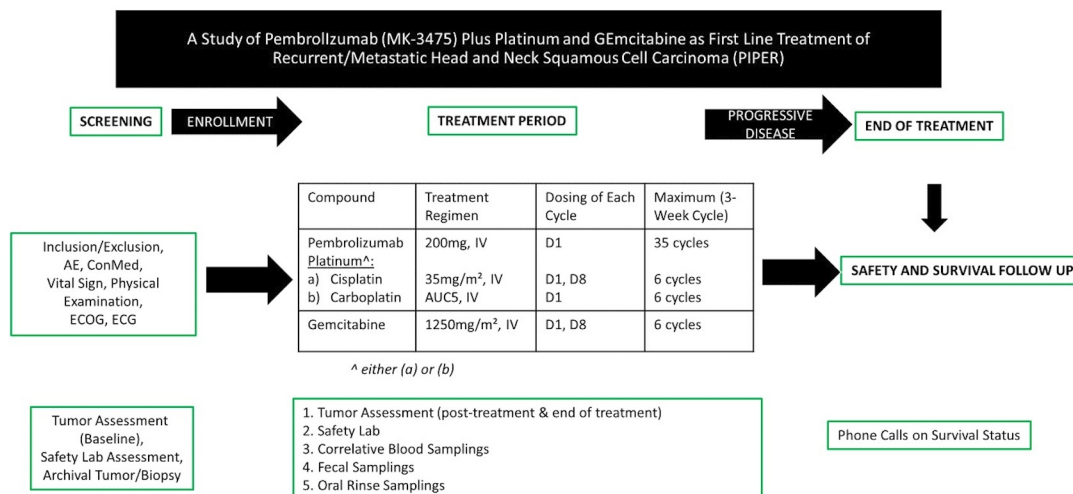 A Study of PembrolIzumab (MK-3475) Plus Platinum and GEmcitabine as First Line Treatment of
Recurrent/Metastatic Head and Neck Squamous Cell Carcinoma (PIPER)
SCREENING
ENROLLMENT
TREATMENT PERIOD
PROGRESSIVE
DISEASE
END OF TREATMENT
Inclusion/Exclusion,
AE, ConMed,
Vital Sign, Physical
Examination,
ECOG, ECG
Compound Treatment Regimen Dosing of Each Cycle Maximum (3-Week Cycle)
Pembrolizumab 200mg, IV D1 35 cycles
Platinum^:
a) Cisplatin 35mg/m², IV D1, D8 6 cycles
b) Carboplatin AUC5, IV D1 6 cycles
Gemcitabine 1250mg/m², IV D1, D8 6 cycles
^ either (a) or (b)
SAFETY AND SURVIVAL FOLLOW UP
Tumor Assessment
(Baseline),
Safety Lab Assessment,
Archival Tumor/Biopsy
1. Tumor Assessment (post-treatment & end of treatment)
2. Safety Lab
3. Correlative Blood Samplings
4. Fecal Samplings
5. Oral Rinse Samplings
Phone Calls on Survival Status